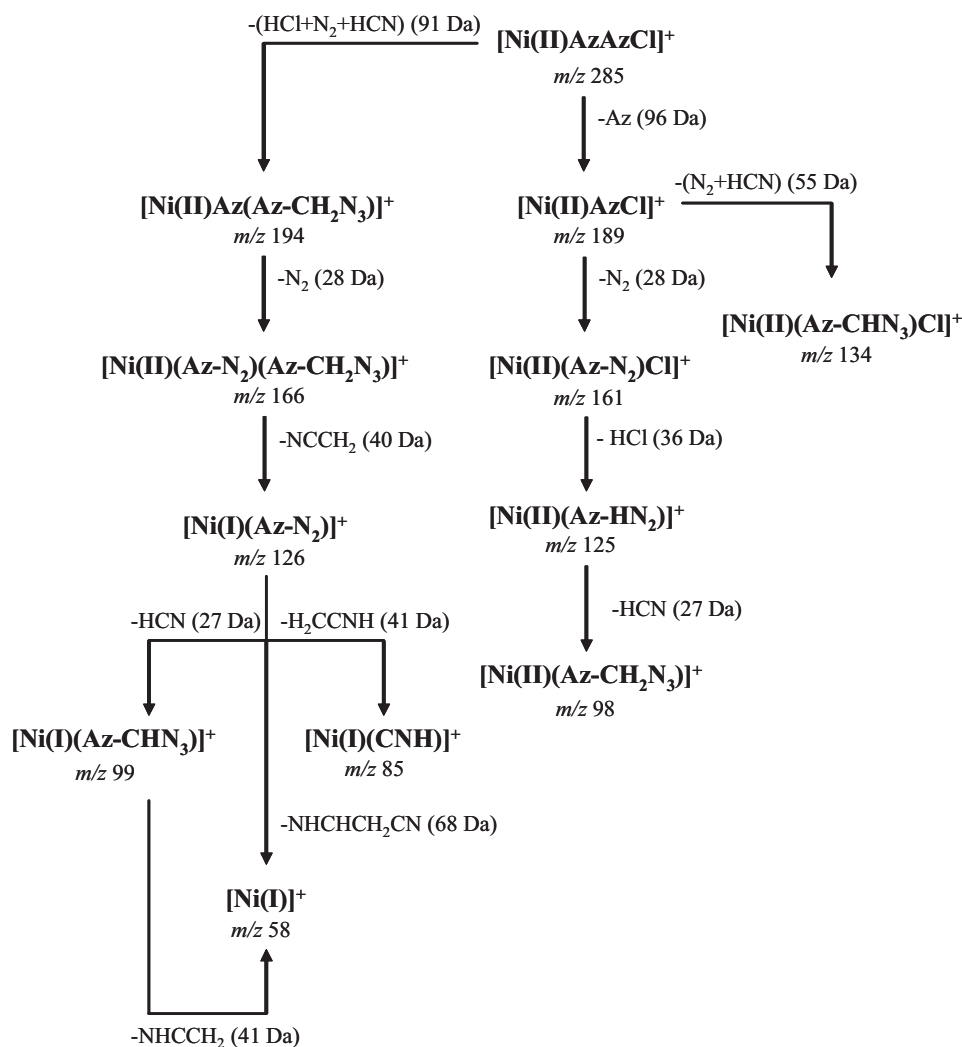 -(HCl+N₂+HCN) (91 Da)
[Ni(II)AzAzCl]⁺
m/z 285
-Az (96 Da)
-(N₂+HCN) (55 Da)
[Ni(II)Az(Az-CH₂N₃)]⁺
m/z 194
[Ni(II)AzCl]⁺
m/z 189
-N₂ (28 Da)
-N₂ (28 Da)
[Ni(II)(Az-CHN₃)Cl]⁺
m/z 134
[Ni(II)(Az-N₂)(Az-CH₂N₃)]⁺
m/z 166
[Ni(II)(Az-N₂)Cl]⁺
m/z 161
-NCCH₂ (40 Da)
- HCl (36 Da)
[Ni(I)(Az-N₂)]⁺
m/z 126
[Ni(II)(Az-HN₂)]⁺
m/z 125
-HCN (27 Da)
-H₂CCNH (41 Da)
-HCN (27 Da)
[Ni(II)(Az-CH₂N₃)]⁺
m/z 98
[Ni(I)(Az-CHN₃)]⁺
m/z 99
[Ni(I)(CNH)]⁺
m/z 85
-NHCHCH₂CN (68 Da)
[Ni(I)]⁺
m/z 58
-NHCCH₂ (41 Da)